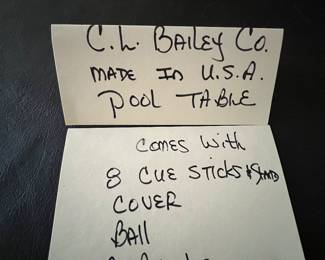 C.L. BAILEY CO.
MADE IN U.S.A.
POOL TABLE
COMES WITH
8 CUE STICKS & STAND
COVER
BALL